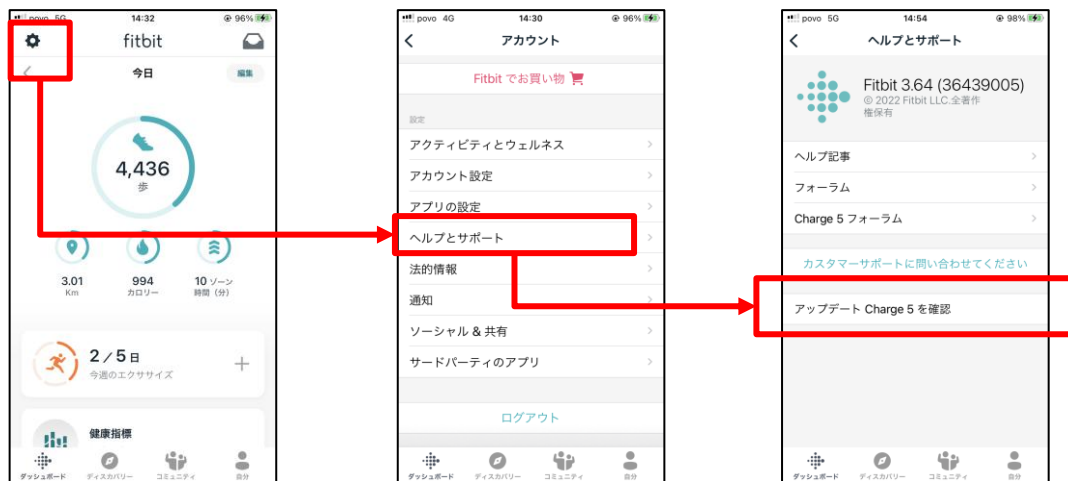 povo 5G 14:32 96%
fitbit
今日
編集
4,436
歩
3.01
Km
994
カロリー
10 ゾーン
時間（分）
2 / 5 日
今週のエクササイズ
健康指標
ダッシュボード ディスカバリー コミュニティ 自分
povo 4G 14:30 96%
アカウント
Fitbit でお買い物
設定
アクティビティとウェルネス
アカウント設定
アプリの設定
ヘルプとサポート
法的情報
通知
ソーシャル & 共有
サードパーティのアプリ
ログアウト
ダッシュボード ディスカバリー コミュニティ 自分
povo 5G 14:54 98%
ヘルプとサポート
Fitbit 3.64 (36439005)
© 2022 Fitbit LLC.全著作
権保有
ヘルプ記事
フォーラム
Charge 5 フォーラム
カスタマーサポートに問い合わせてください
アップデート Charge 5 を確認
ダッシュボード ディスカバリー コミュニティ 自分